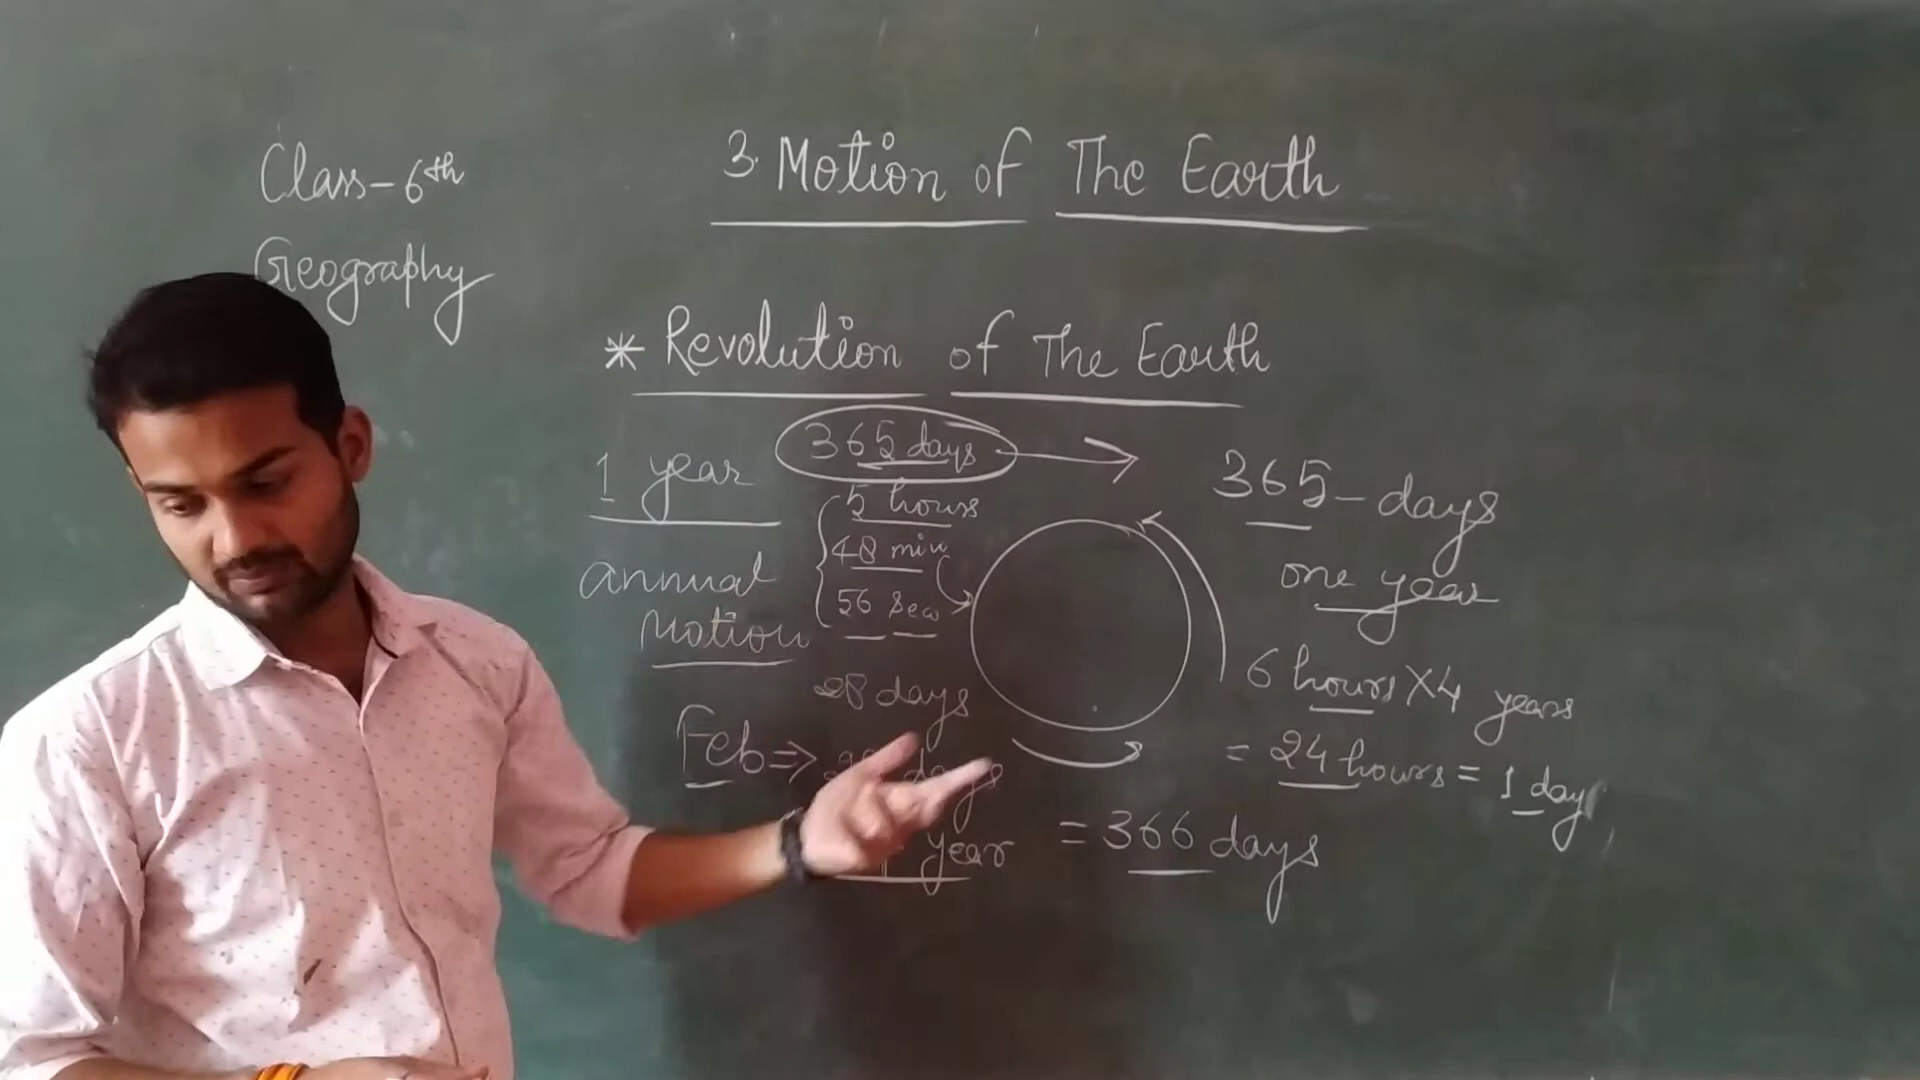 Class-6th
Geography
3. Motion of The Earth
* Revolution of The Earth
1 year
365 days
5 hours
48 min
56 Sec
annual
Motion
365-days
one year
6 hours X4 years
= 24 hours = 1 day
28 days
Feb => days
year = 366 days